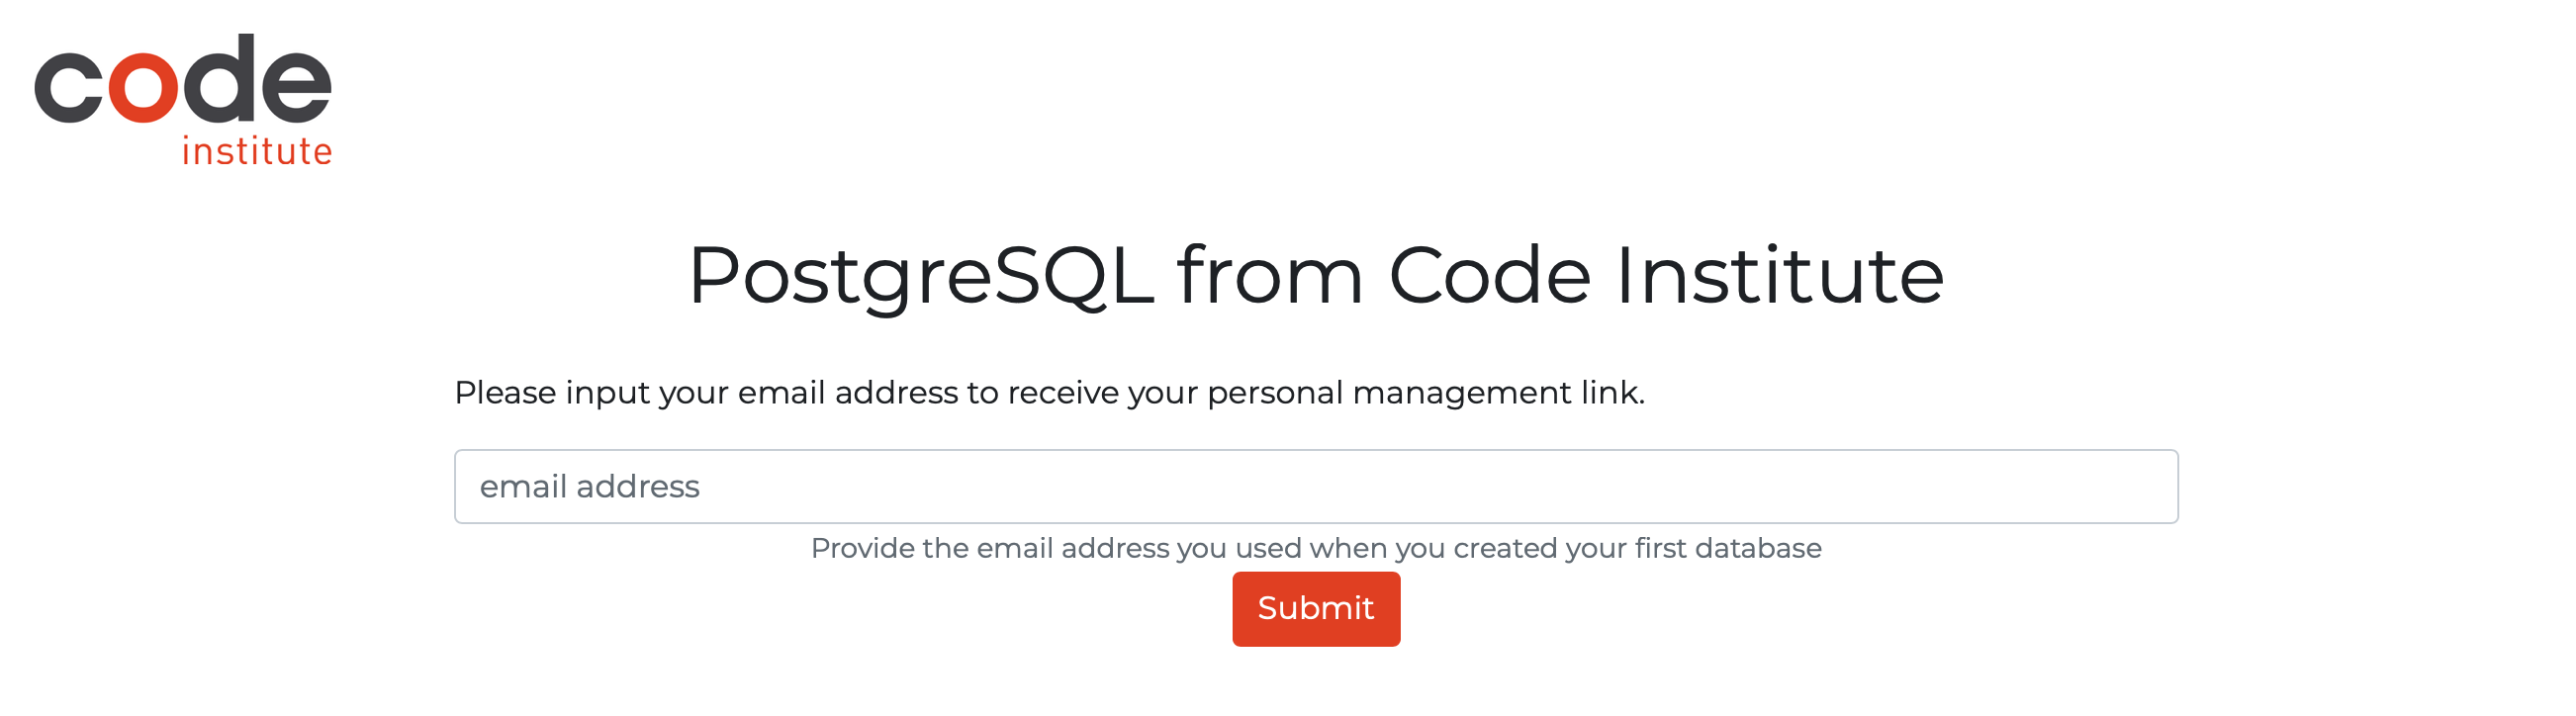 code
institute
PostgreSQL from Code Institute
Please input your email address to receive your personal management link.
email address
Provide the email address you used when you created your first database
Submit